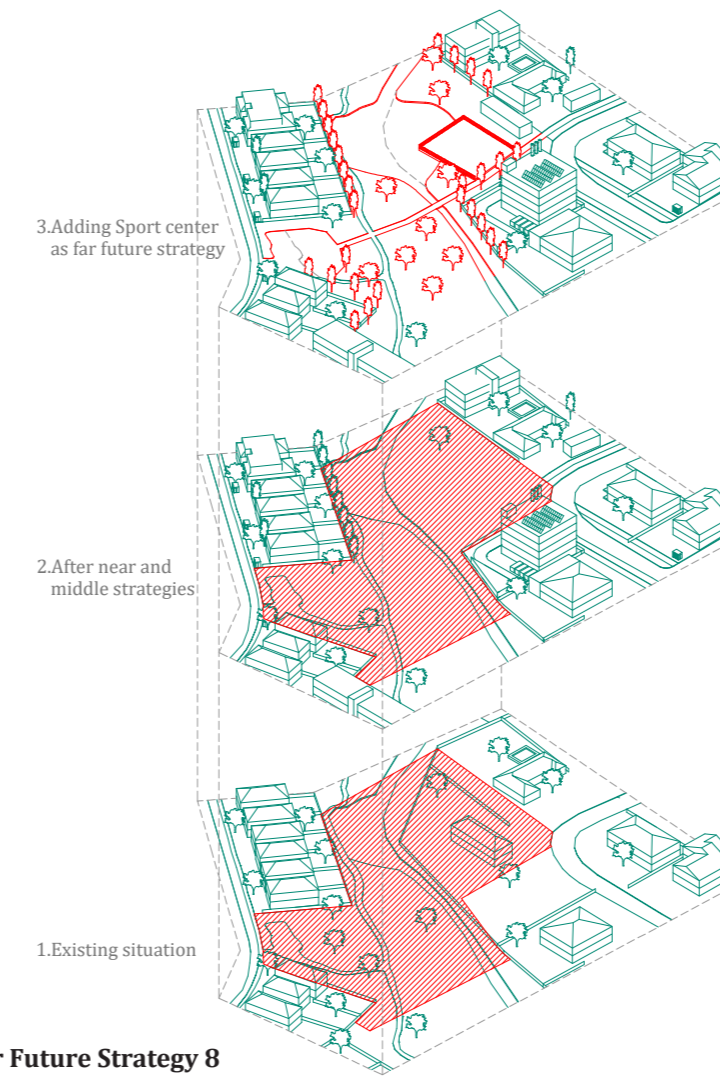 3.Adding Sport center
as far future strategy
2.After near and
middle strategies
1.Existing situation
r Future Strategy 8